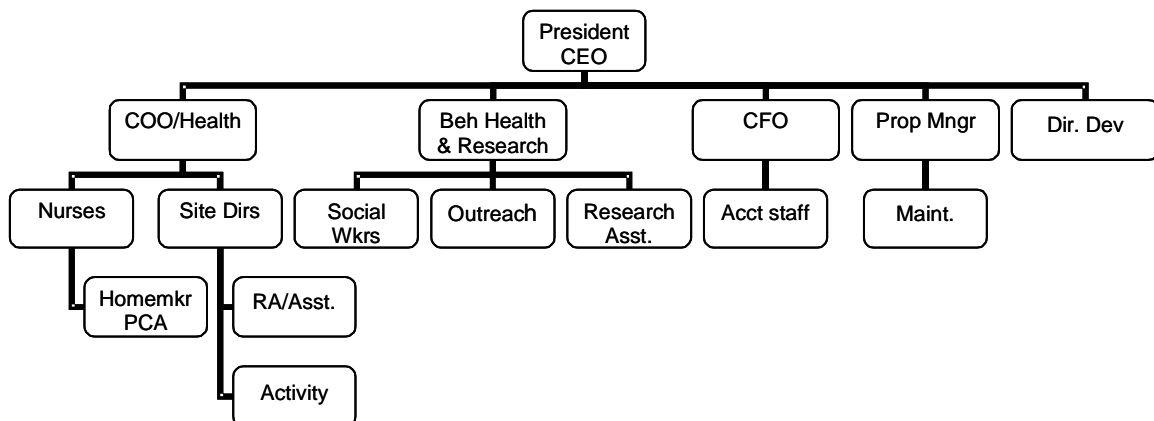 President
CEO
COO/Health
Beh Health
& Research
CFO
Prop Mngr
Dir. Dev
Nurses
Site Dirs
Social
Wkrs
Outreach
Research
Asst.
Acct staff
Maint.
Homemkr
PCA
RA/Asst.
Activity